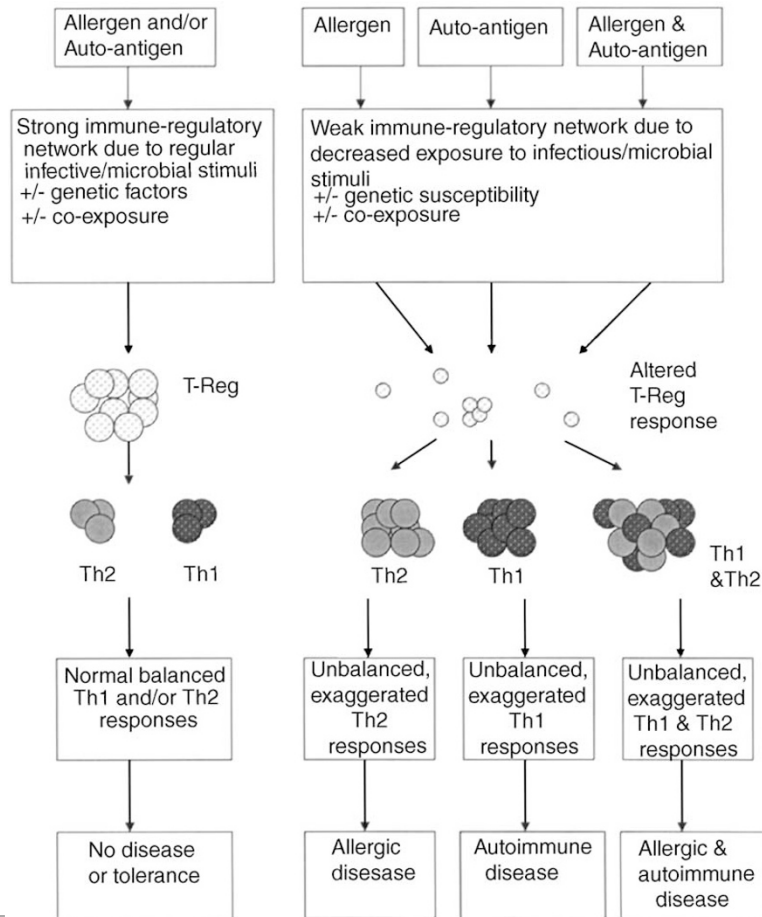 Allergen and/or
Auto-antigen
Allergen
Auto-antigen
Allergen &
Auto-antigen
Strong immune-regulatory
network due to regular
infective/microbial stimuli
+/- genetic factors
+/- co-exposure
Weak immune-regulatory network due to
decreased exposure to infectious/microbial
stimuli
+/- genetic susceptibility
+/- co-exposure
T-Reg
Altered
T-Reg
response
Th2
Th1
Th2
Th1
Th1
&Th2
Normal balanced
Th1 and/or Th2
responses
Unbalanced,
exaggerated
Th2
responses
Unbalanced,
exaggerated
Th1
responses
Unbalanced,
exaggerated
Th1 & Th2
responses
No disease
or tolerance
Allergic
disesase
Autoimmune
disease
Allergic &
autoimmune
disease